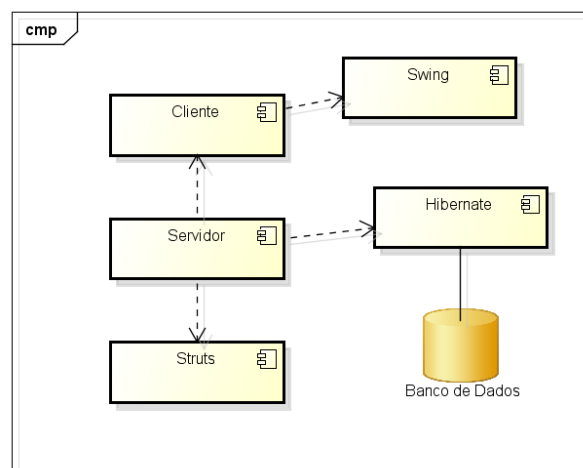 cmp
Swing
Cliente
Hibernate
Servidor
Struts
Banco de Dados